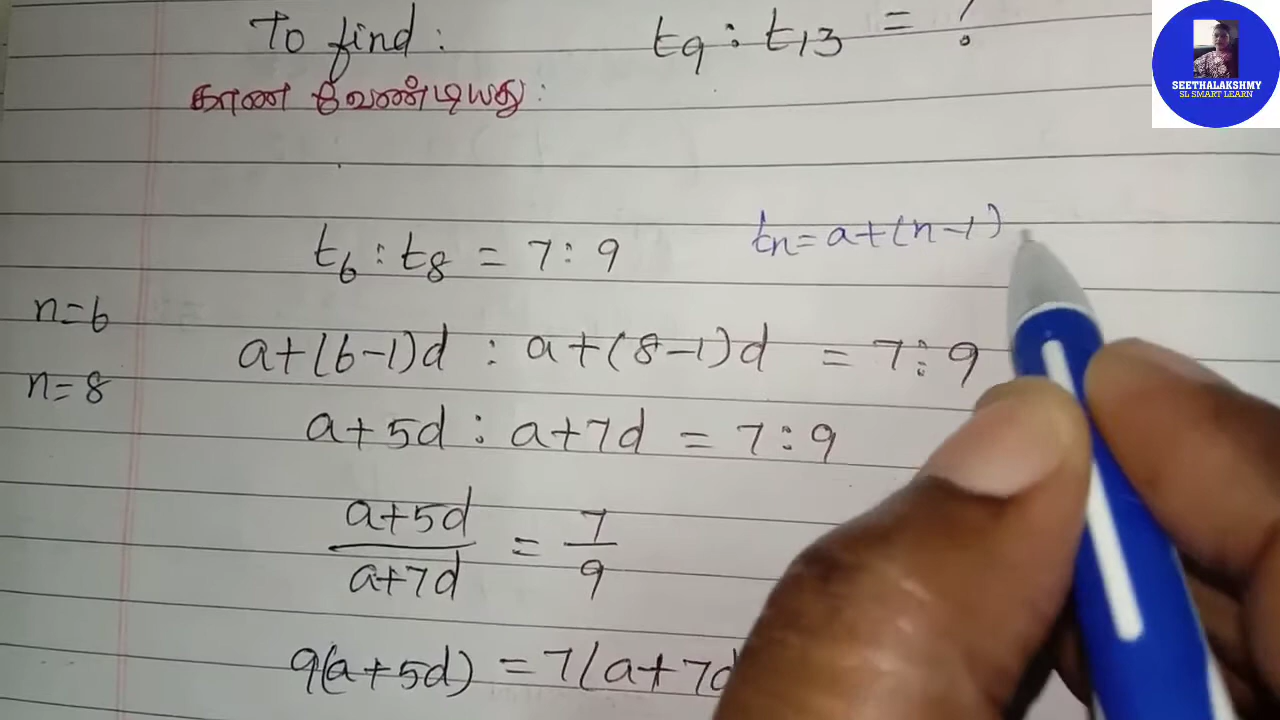 To find : t9 : t13 = ?
காண வேண்டியது :
tn = a+(n-1)
t6 : t8 = 7 : 9
n=6
a+(6-1)d : a+(8-1)d = 7 : 9
n=8
a+5d : a+7d = 7 : 9
a+5d / a+7d = 7/9
9(a+5d) = 7(a+7d
SEETHALAKSHMY
SL SMART LEARN